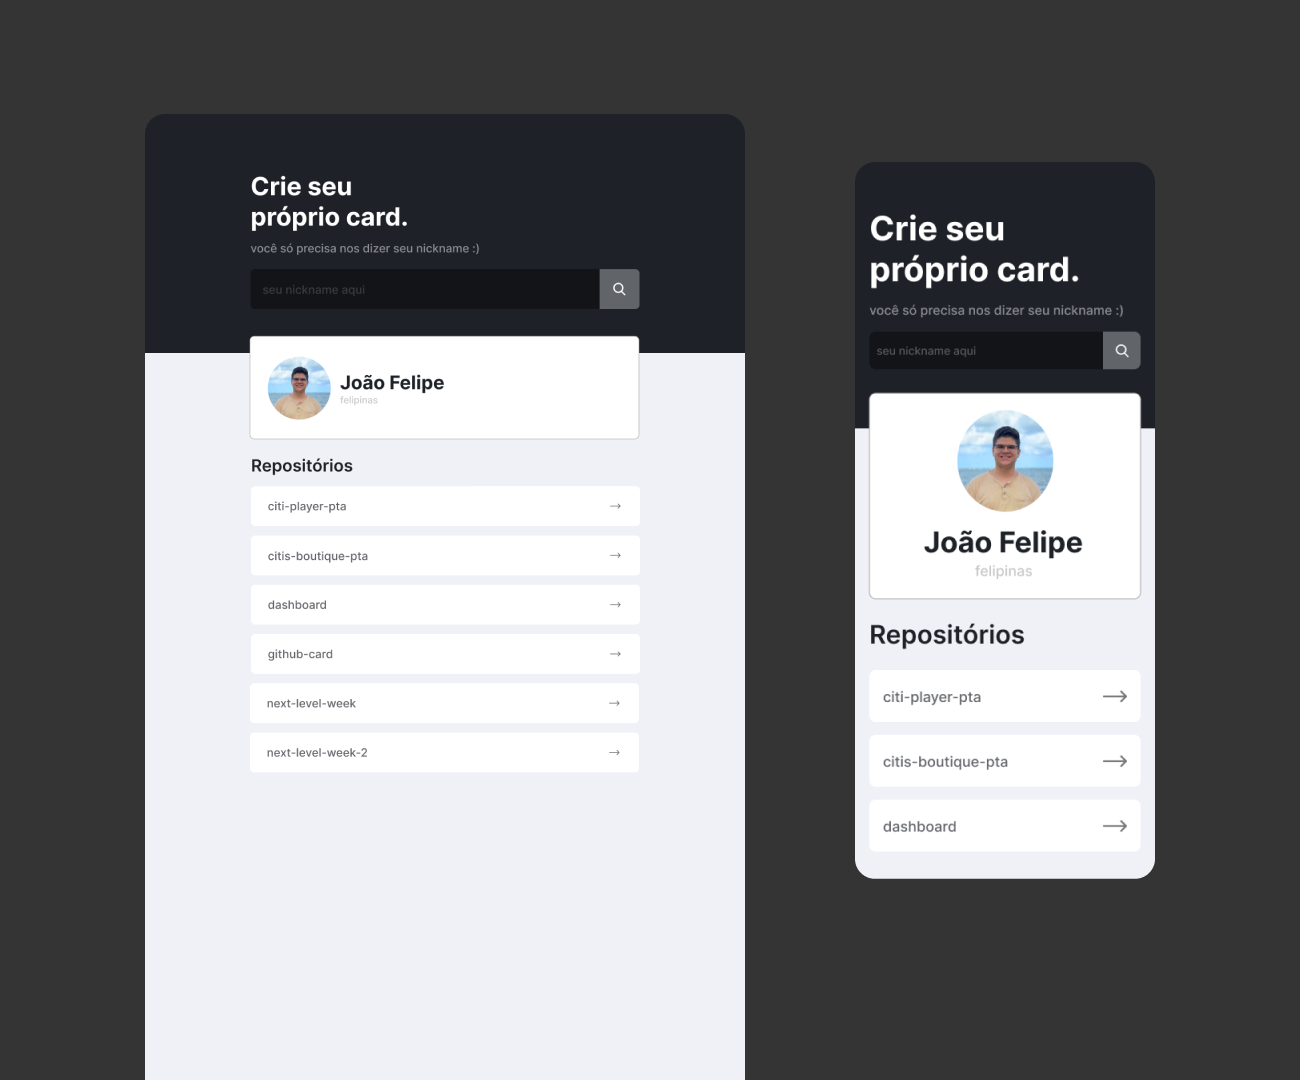 Crie seu
próprio card.
você só precisa nos dizer seu nickname :)
seu nickname aqui
João Felipe
felipinas
Repositórios
citi-player-pta
citis-boutique-pta
dashboard
github-card
next-level-week
next-level-week-2
Crie seu
próprio card.
você só precisa nos dizer seu nickname :)
seu nickname aqui
João Felipe
felipinas
Repositórios
citi-player-pta
citis-boutique-pta
dashboard